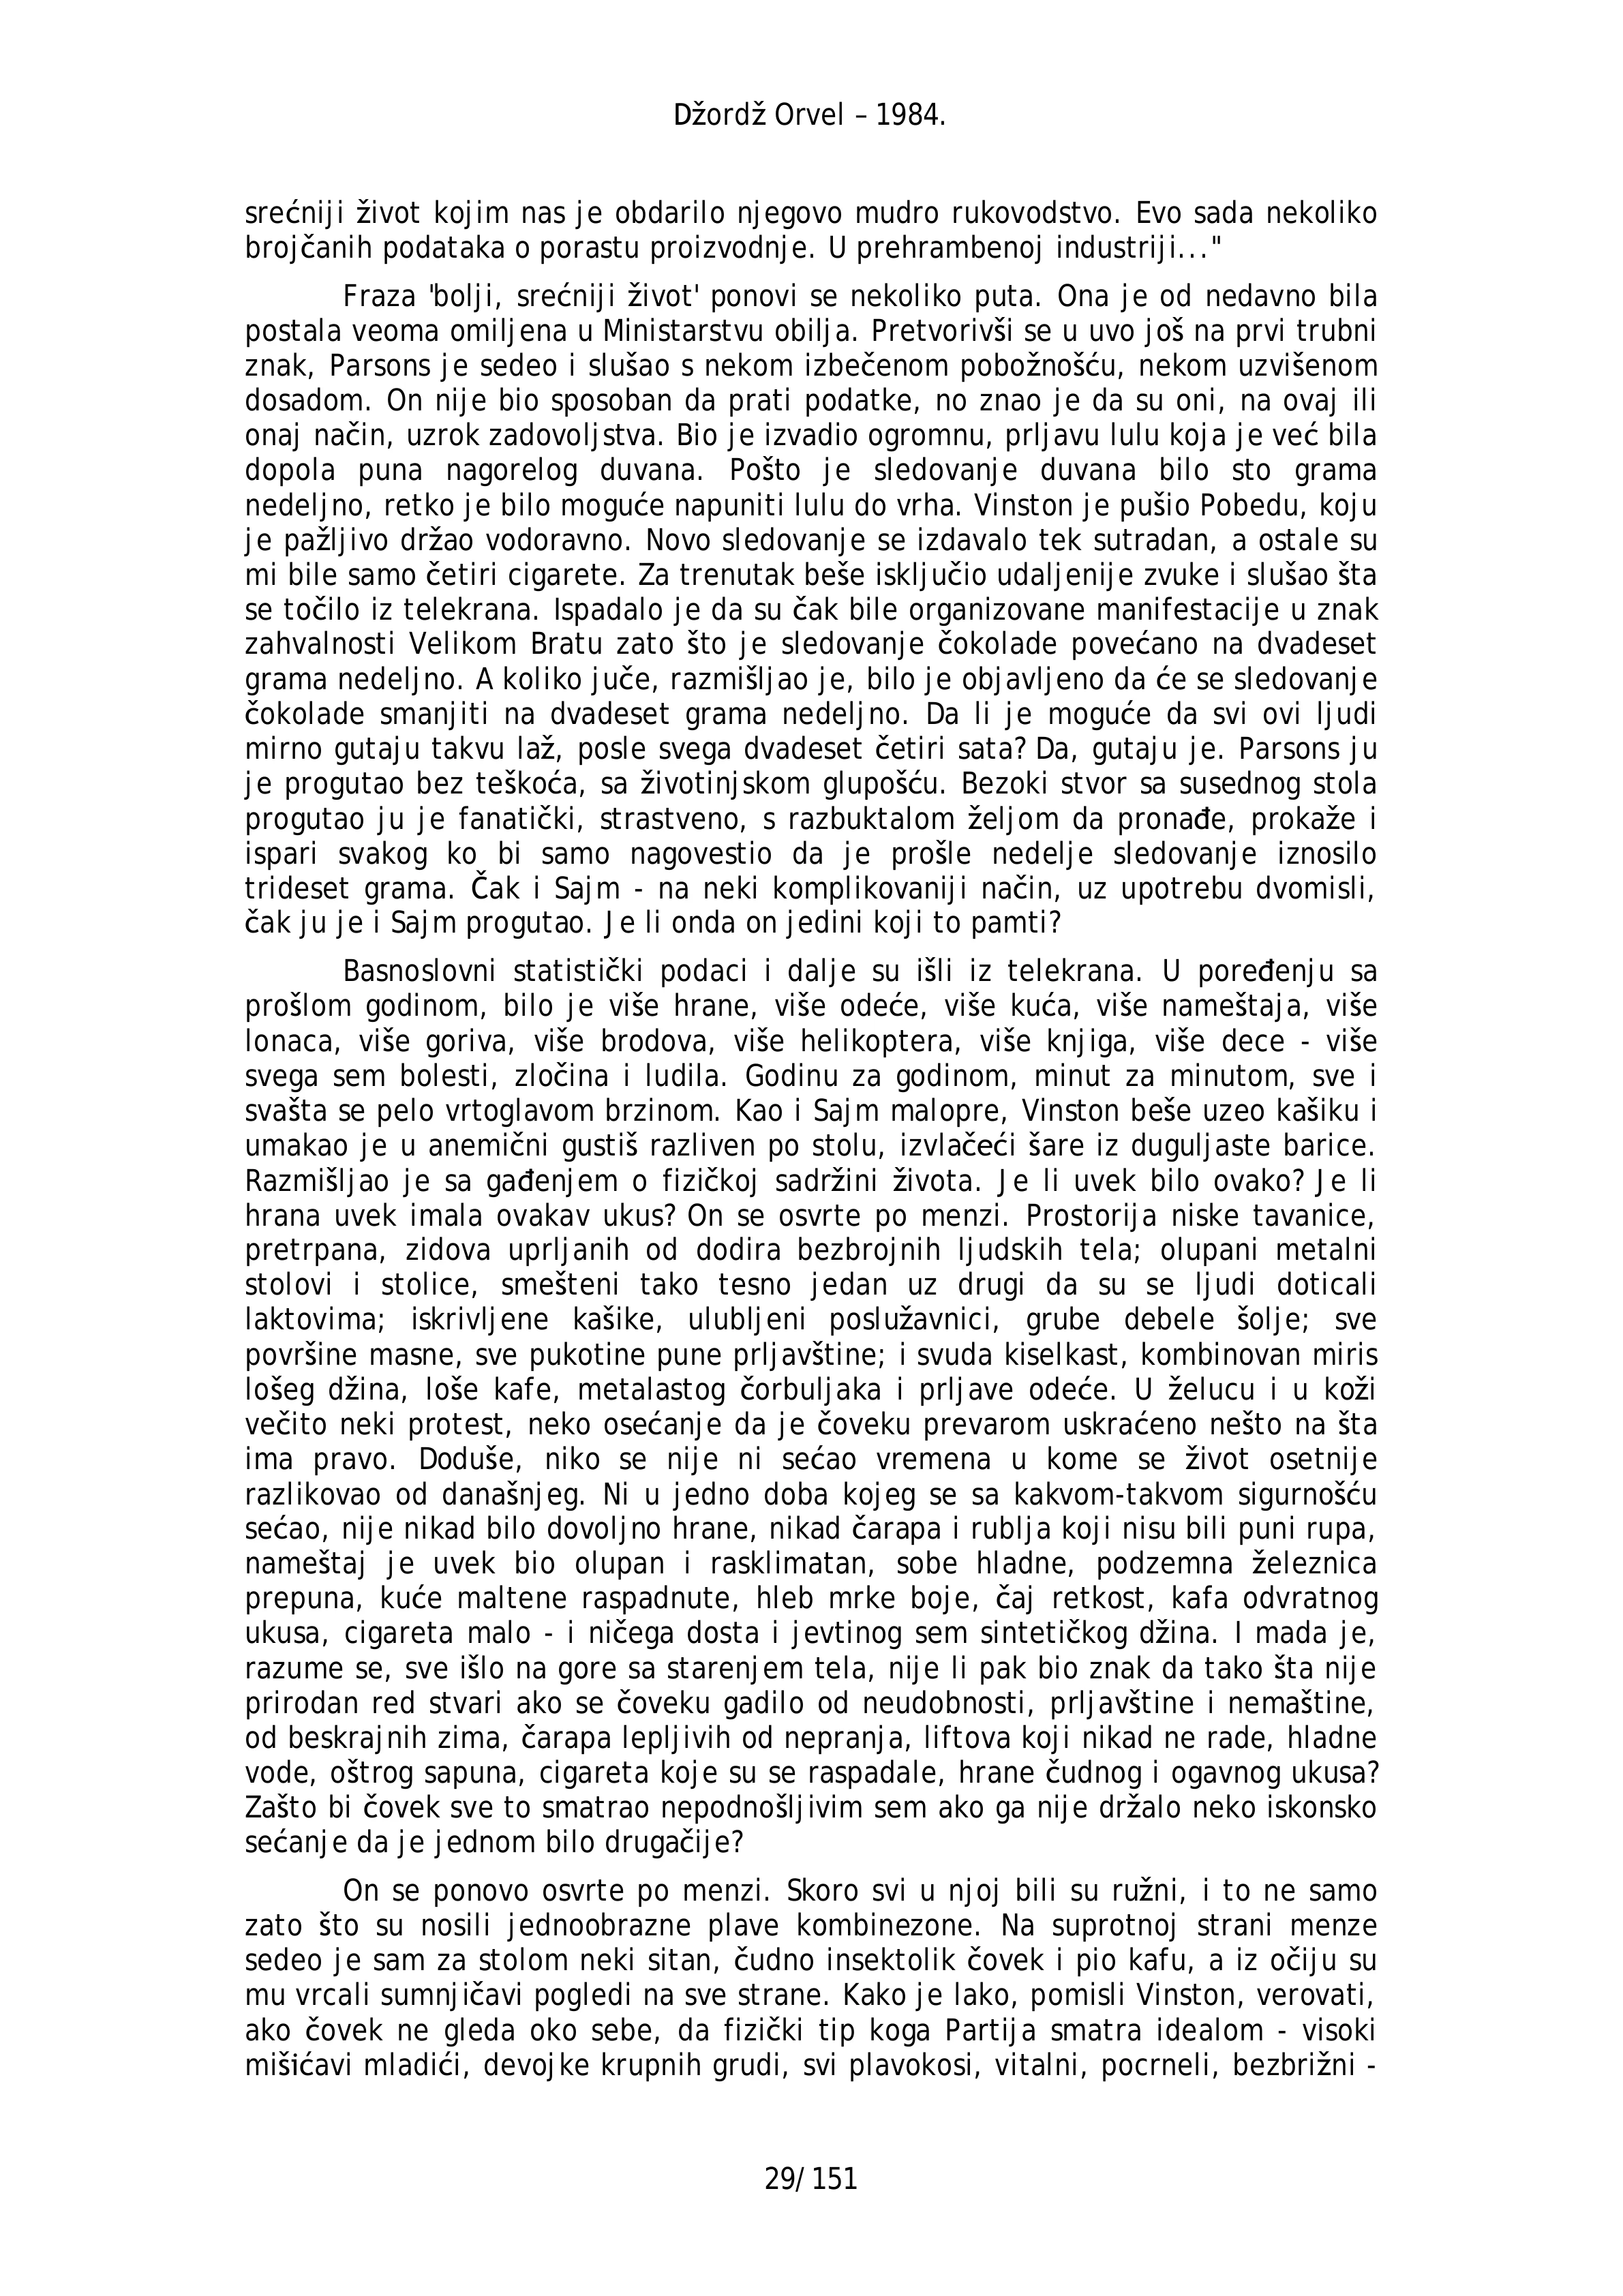 Džordž Orvel – 1984.
srećniji život kojim nas je obdarilo njegovo mudro rukovodstvo. Evo sada nekoliko
brojčanih podataka o porastu proizvodnje. U prehrambenoj industriji..."
Fraza 'bolji, srećniji život' ponovi se nekoliko puta. Ona je od nedavno bila
postala veoma omiljena u Ministarstvu obilja. Pretvorivši se u uvo još na prvi trubni
znak, Parsons je sedeo i slušao s nekom izbečenom pobožnošću, nekom uzvišenom
dosadom. On nije bio sposoban da prati podatke, no znao je da su oni, na ovaj ili
onaj način, uzrok zadovoljstva. Bio je izvadio ogromnu, prljavu lulu koja je već bila
dopola puna nagorelog duvana. Pošto je sledovanje duvana bilo sto grama
nedeljno, retko je bilo moguće napuniti lulu do vrha. Vinston je pušio Pobedu, koju
je pažljivo držao vodoravno. Novo sledovanje se izdavalo tek sutradan, a ostale su
mi bile samo četiri cigarete. Za trenutak beše isključio udaljenije zvuke i slušao šta
se točilo iz telekrana. Ispadalo je da su čak bile organizovane manifestacije u znak
zahvalnosti Velikom Bratu zato što je sledovanje čokolade povećano na dvadeset
grama nedeljno. A koliko juče, razmišljao je, bilo je objavljeno da će se sledovanje
čokolade smanjiti na dvadeset grama nedeljno. Da li je moguće da svi ovi ljudi
mirno gutaju takvu laž, posle svega dvadeset četiri sata? Da, gutaju je. Parsons ju
je progutao bez teškoća, sa životinjskom glupošću. Bezoki stvor sa susednog stola
progutao ju je fanatički, strastveno, s razbuktalom željom da pronađe, prokaže i
ispari svakog ko bi samo nagovestio da je prošle nedelje sledovanje iznosilo
trideset grama. Čak i Sajm - na neki komplikovaniji način, uz upotrebu dvomisli,
čak ju je i Sajm progutao. Je li onda on jedini koji to pamti?
Basnoslovni statistički podaci i dalje su išli iz telekrana. U poređenju sa
prošlom godinom, bilo je više hrane, više odeće, više kuća, više nameštaja, više
lonaca, više goriva, više brodova, više helikoptera, više knjiga, više dece - više
svega sem bolesti, zločina i ludila. Godinu za godinom, minut za minutom, sve i
svašta se pelo vrtoglavom brzinom. Kao i Sajm malopre, Vinston beše uzeo kašiku i
umakao je u anemični gustiš razliven po stolu, izvlačeći šare iz duguljaste barice.
Razmišljao je sa gađenjem o fizičkoj sadržini života. Je li uvek bilo ovako? Je li
hrana uvek imala ovakav ukus? On se osvrte po menzi. Prostorija niske tavanice,
pretrpana, zidova uprljanih od dodira bezbrojnih ljudskih tela; olupani metalni
stolovi i stolice, smešteni tako tesno jedan uz drugi da su se ljudi doticali
laktovima; iskrivljene kašike, ulubljeni poslužavnici, grube debele šolje; sve
površine masne, sve pukotine pune prljavštine; i svuda kiselkast, kombinovan miris
lošeg džina, loše kafe, metalastog čorbuljaka i prljave odeće. U želucu i u koži
večito neki protest, neko osećanje da je čoveku prevarom uskraćeno nešto na šta
ima pravo. Doduše, niko se nije ni sećao vremena u kome se život osetnije
razlikovao od današnjeg. Ni u jedno doba kojeg se sa kakvom-takvom sigurnošću
sećao, nije nikad bilo dovoljno hrane, nikad čarapa i rublja koji nisu bili puni rupa,
nameštaj je uvek bio olupan i rasklimatan, sobe hladne, podzemna železnica
prepuna, kuće maltene raspadnute, hleb mrke boje, čaj retkost, kafa odvratnog
ukusa, cigareta malo - i ničega dosta i jevtinog sem sintetičkog džina. I mada je,
razume se, sve išlo na gore sa starenjem tela, nije li pak bio znak da tako šta nije
prirodan red stvari ako se čoveku gadilo od neudobnosti, prljavštine i nemaštine,
od beskrajnih zima, čarapa lepljivih od nepranja, liftova koji nikad ne rade, hladne
vode, oštrog sapuna, cigareta koje su se raspadale, hrane čudnog i ogavnog ukusa?
Zašto bi čovek sve to smatrao nepodnošljivim sem ako ga nije držalo neko iskonsko
sećanje da je jednom bilo drugačije?
On se ponovo osvrte po menzi. Skoro svi u njoj bili su ružni, i to ne samo
zato što su nosili jednoobrazne plave kombinezone. Na suprotnoj strani menze
sedeo je sam za stolom neki sitan, čudno insektolik čovek i pio kafu, a iz očiju su
mu vrcali sumnjičavi pogledi na sve strane. Kako je lako, pomisli Vinston, verovati,
ako čovek ne gleda oko sebe, da fizički tip koga Partija smatra idealom - visoki
mišićavi mladići, devojke krupnih grudi, svi plavokosi, vitalni, pocrneli, bezbrižni -
29/151